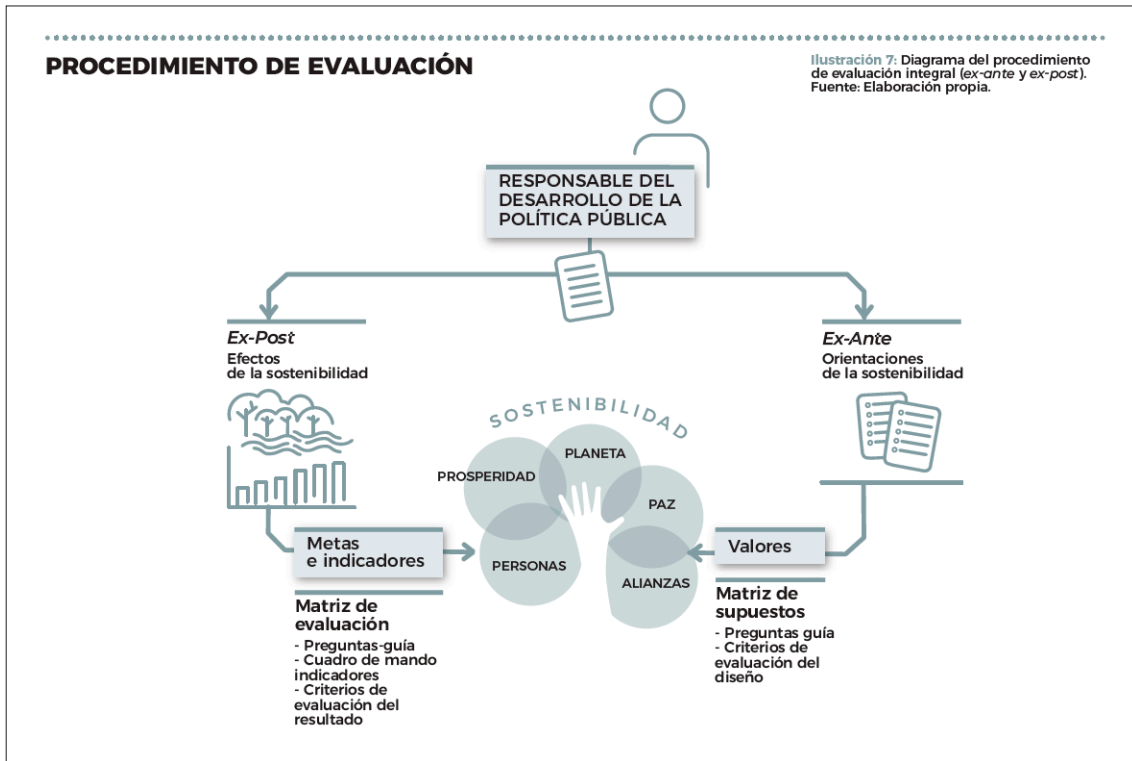 PROCEDIMIENTO DE EVALUACIÓN
Ilustración 7: Diagrama del procedimiento
de evaluación integral (ex-ante y ex-post).
Fuente: Elaboración propia.
RESPONSABLE DEL
DESARROLLO DE LA
POLÍTICA PÚBLICA
Ex-Post
Efectos
de la sostenibilidad
Ex-Ante
Orientaciones
de la sostenibilidad
SOSTENIBILIDAD
PROSPERIDAD
PLANETA
PAZ
PERSONAS
ALIANZAS
Metas
e indicadores
Matriz de
evaluación
- Preguntas-guía
- Cuadro de mando
indicadores
- Criterios de
evaluación del
resultado
Valores
Matriz de
supuestos
- Preguntas guía
- Criterios de
evaluación del
diseño